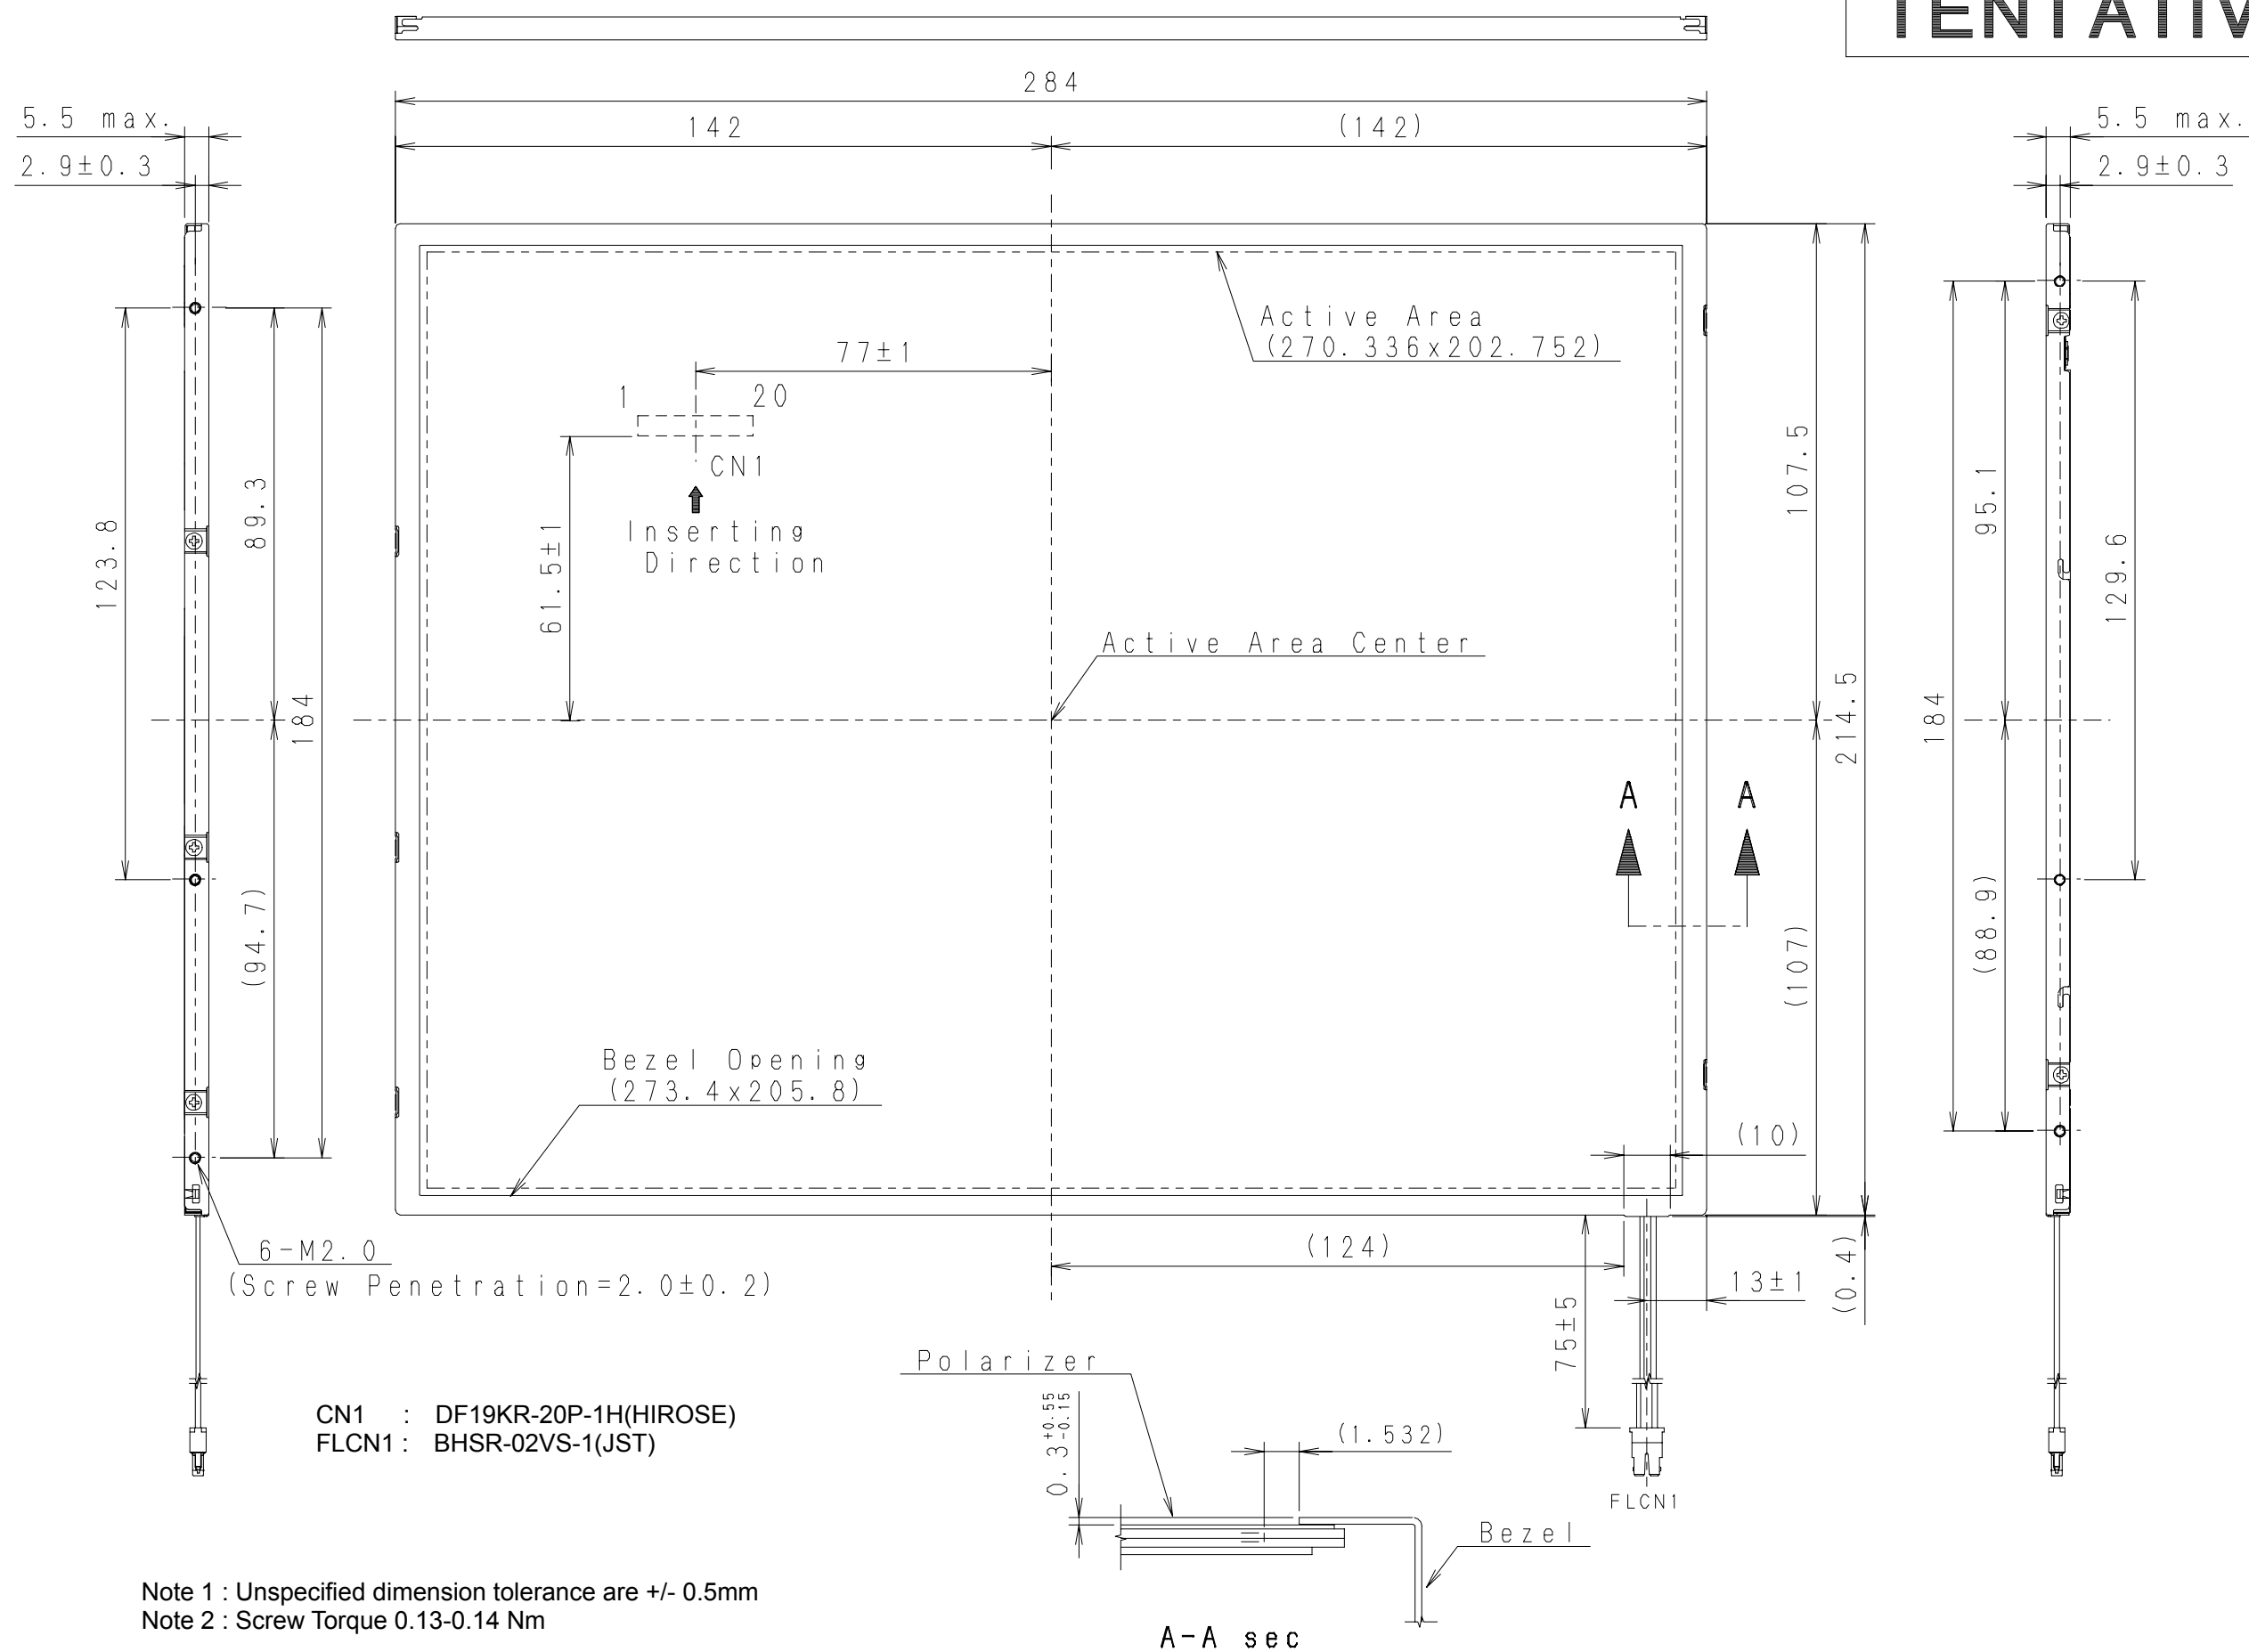 TENTATIV
284
142
(142)
5.5 max.
2.9±0.3
5.5 max.
2.9±0.3
Active Area
(270.336x202.752)
77±1
1
20
CN1
Inserting
Direction
61.5±1
123.8
89.3
184
(94.7)
107.5
214.5
(107)
95.1
129.6
184
(88.9)
Active Area Center
A
A
Bezel Opening
(273.4x205.8)
(10)
6-M2.0
(Screw Penetration=2.0±0.2)
(124)
13±1
(0.4)
75±5
Polarizer
0.3+0.55-0.15
(1.532)
FLCN1
Bezel
CN1 : DF19KR-20P-1H(HIROSE)
FLCN1 : BHSR-02VS-1(JST)
Note 1 : Unspecified dimension tolerance are +/- 0.5mm
Note 2 : Screw Torque 0.13-0.14 Nm
A-A sec